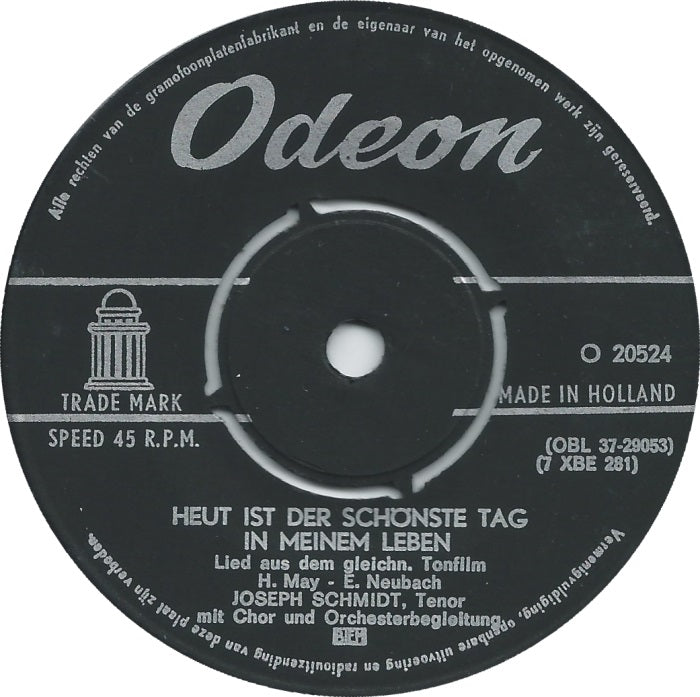 Alle rechten van de gramofoonplatenfabrikant en de eigenaar van het opgenomen werk zijn gereserveerd.
Odeon
TRADE MARK
SPEED 45 R.P.M.
O 20524
MADE IN HOLLAND
(OBL 37-29053)
(7 XBE 281)
HEUT IST DER SCHÖNSTE TAG
IN MEINEM LEBEN
Lied aus dem gleichn. Tonfilm
H. May - E. Neubach
JOSEPH SCHMIDT, Tenor
mit Chor und Orchesterbegleitung
BIEM
Vermenigvuldiging, openbare uitvoering en radiouitzending van deze plaat zijn verboden.